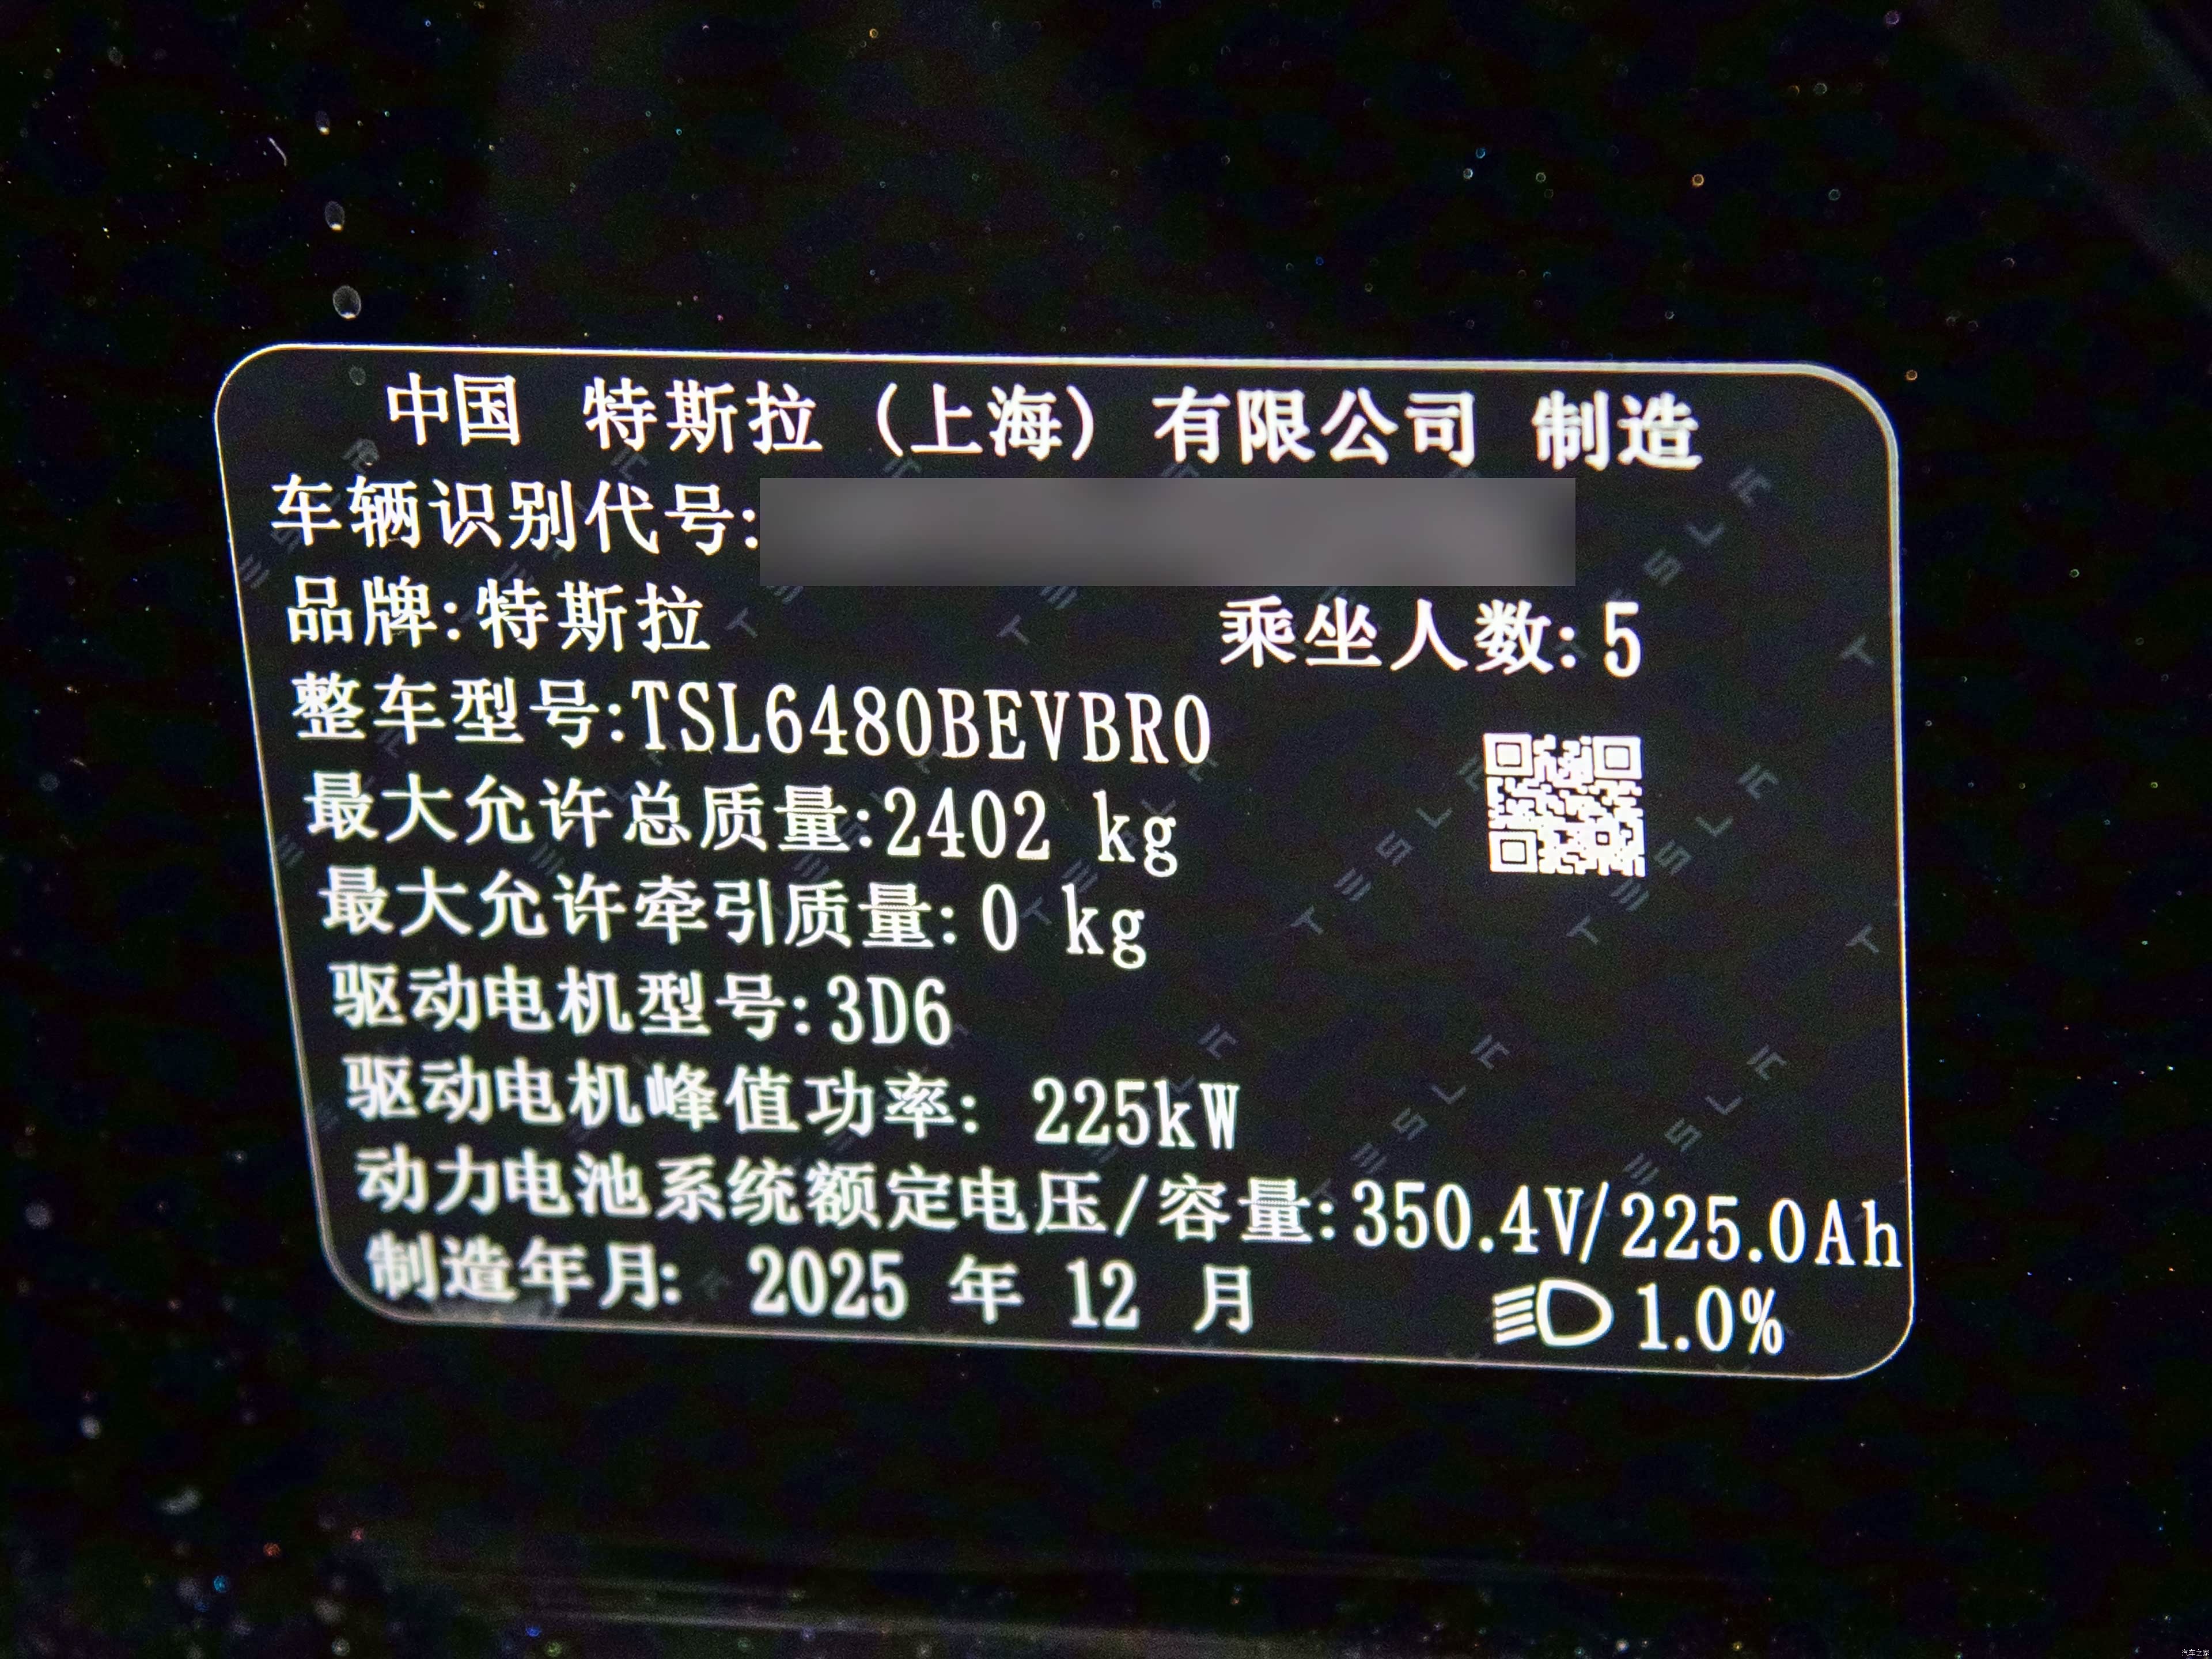 中国 特斯拉（上海）有限公司 制造
车辆识别代号:
品牌:特斯拉 乘坐人数:5
整车型号:TSL6480BEVBR0
最大允许总质量:2402 kg
最大允许牵引质量:0 kg
驱动电机型号:3D6
驱动电机峰值功率: 225kW
动力电池系统额定电压/容量:350.4V/225.0Ah
制造年月: 2025 年 12 月 1.0%
TESLA
汽车之家